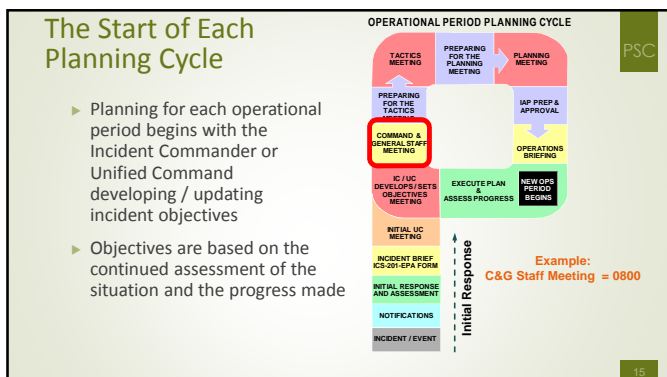 The Start of Each
Planning Cycle
▶ Planning for each operational
period begins with the
Incident Commander or
Unified Command
developing / updating
incident objectives
▶ Objectives are based on the
continued assessment of the
situation and the progress made
OPERATIONAL PERIOD PLANNING CYCLE
TACTICS
MEETING
PREPARING
FOR THE
PLANNING
MEETING
PLANNING
MEETING
PSC
PREPARING
FOR THE
TACTICS
MEETING
IAP PREP &
APPROVAL
COMMAND &
GENERAL STAFF
MEETING
OPERATIONS
BRIEFING
IC / UC
DEVELOPS / SETS
OBJECTIVES
MEETING
EXECUTE PLAN
&
ASSESS PROGRESS
NEW OPS
PERIOD
BEGINS
INITIAL UC
MEETING
INCIDENT BRIEF
ICS-201-EPA FORM
INITIAL RESPONSE
AND ASSESSMENT
NOTIFICATIONS
INCIDENT / EVENT
Initial Response
Example:
C&G Staff Meeting = 0800
15